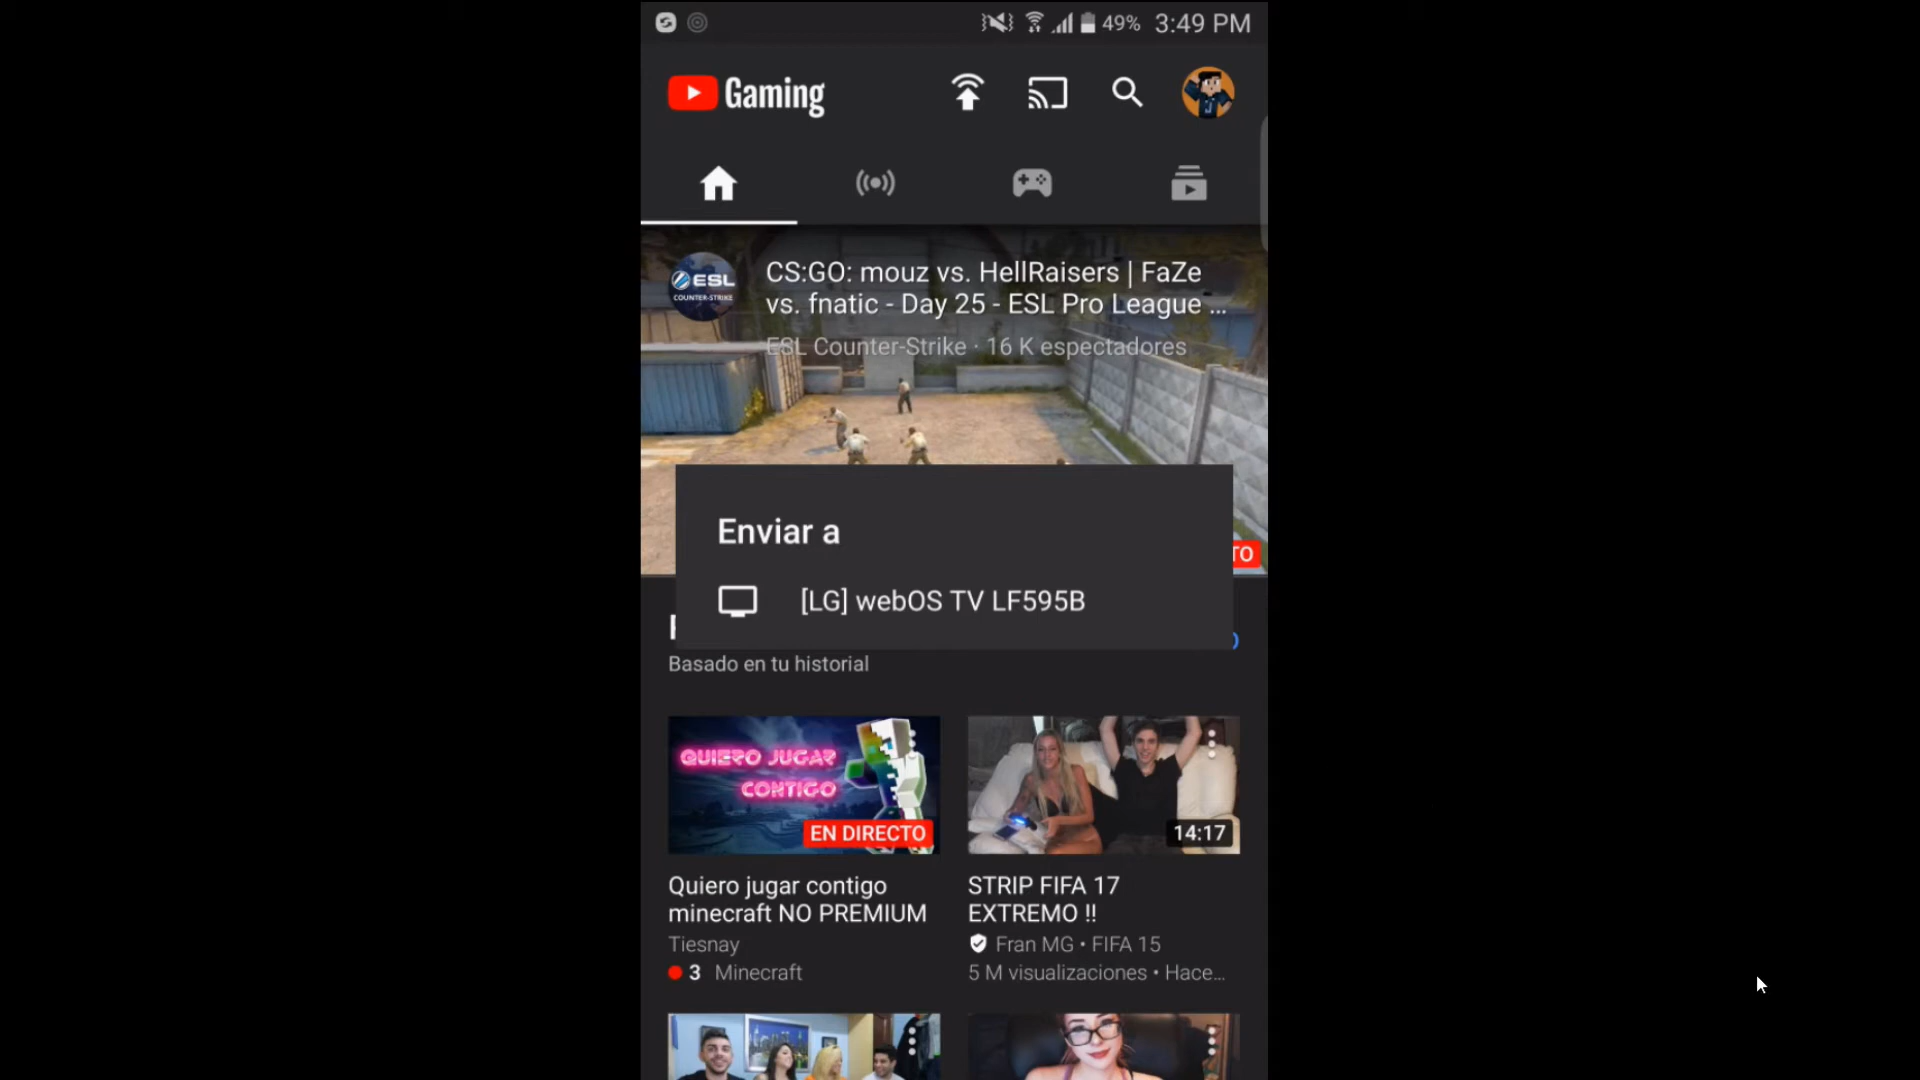 49% 3:49 PM
Gaming
ESL
COUNTER-STRIKE
CS:GO: mouz vs. HellRaisers | FaZe
vs. fnatic - Day 25 - ESL Pro League ...
ESL Counter-Strike · 16 K espectadores
Enviar a
TO
[LG] webOS TV LF595B
Basado en tu historial
QUIERO JUGAR
CONTIGO
EN DIRECTO
14:17
Quiero jugar contigo
minecraft NO PREMIUM
Tiesnay
3 Minecraft
STRIP FIFA 17
EXTREMO !!
Fran MG • FIFA 15
5 M visualizaciones • Hace...